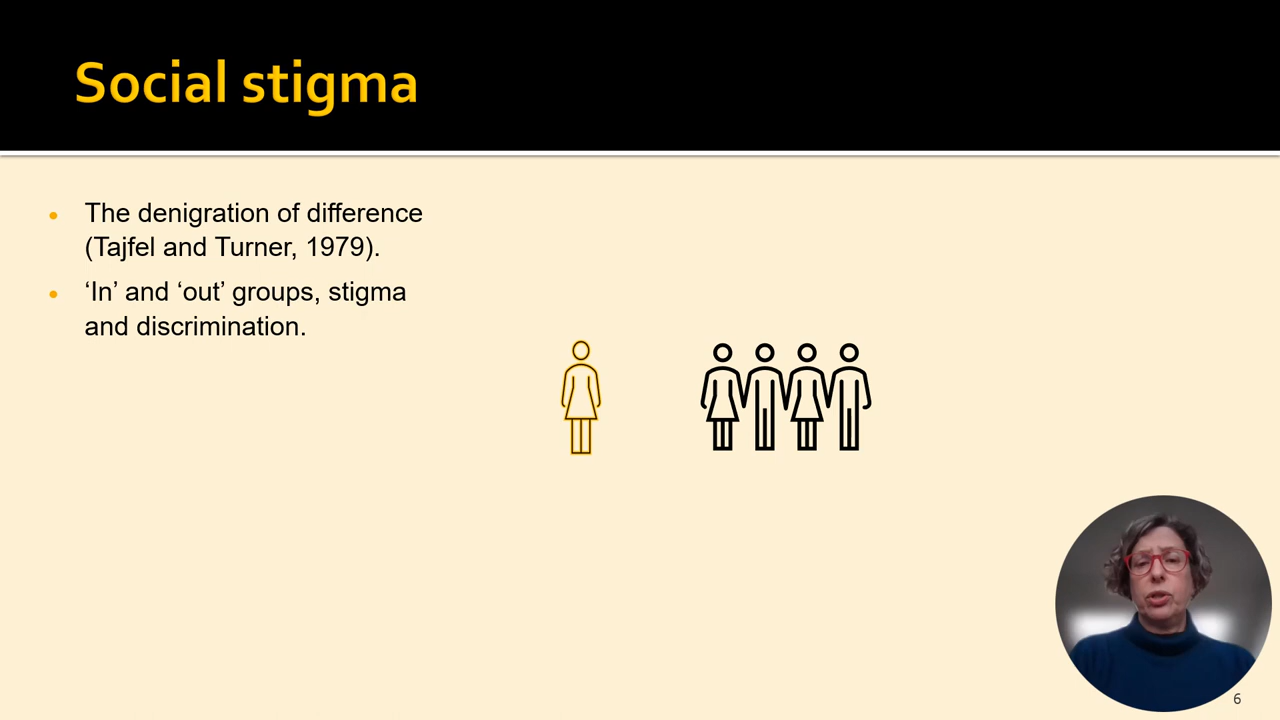 Social stigma
The denigration of difference
(Tajfel and Turner, 1979).
‘In’ and ‘out’ groups, stigma
and discrimination.
6